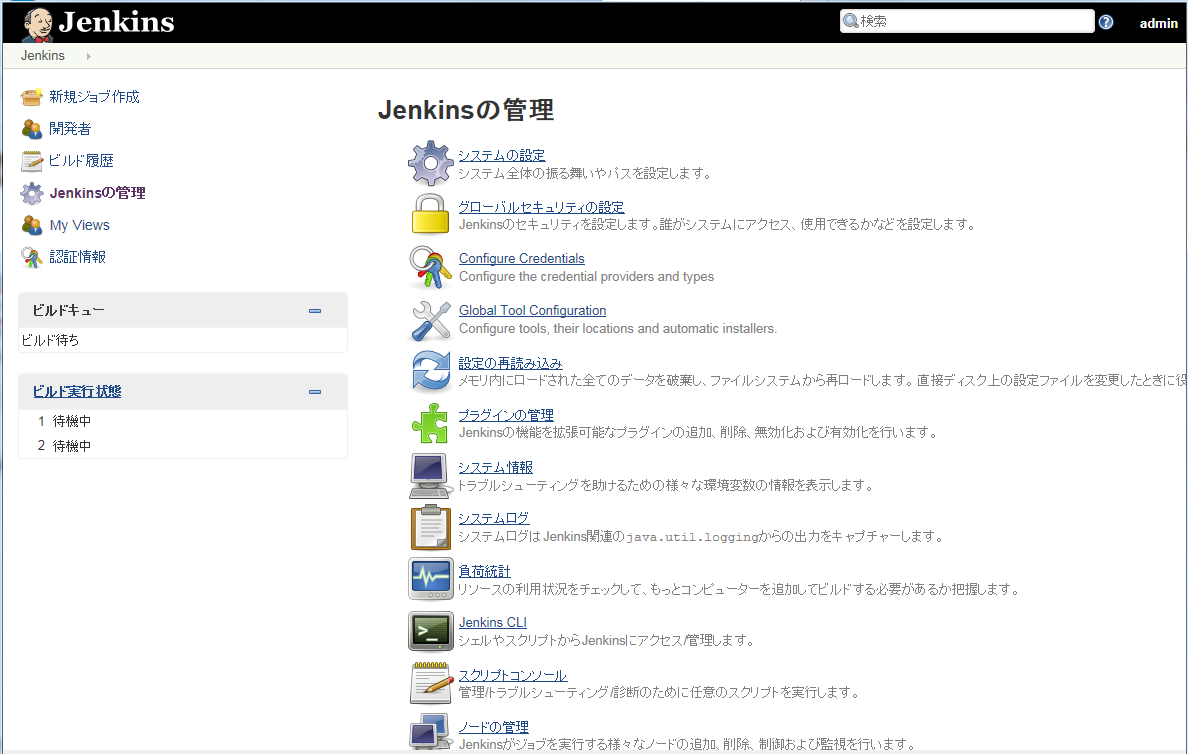 Jenkins
検索
admin
Jenkins
新規ジョブ作成
開発者
ビルド履歴
Jenkinsの管理
My Views
認証情報
ビルドキュー
ビルド待ち
ビルド実行状態
1 待機中
2 待機中
Jenkinsの管理
システムの設定
システム全体の振る舞いやパスを設定します。
グローバルセキュリティの設定
Jenkinsのセキュリティを設定します。誰がシステムにアクセス、使用できるかなどを設定します。
Configure Credentials
Configure the credential providers and types
Global Tool Configuration
Configure tools, their locations and automatic installers.
設定の再読み込み
メモリ内にロードされた全てのデータを破棄し、ファイルシステムから再ロードします。直接ディスク上の設定ファイルを変更したときに役
プラグインの管理
Jenkinsの機能を拡張可能なプラグインの追加、削除、無効化および有効化を行います。
システム情報
トラブルシューティングを助けるための様々な環境変数の情報を表示します。
システムログ
システムログはJenkins関連のjava.util.loggingからの出力をキャプチャーします。
負荷統計
リソースの利用状況をチェックして、もっとコンピューターを追加してビルドする必要があるか把握します。
Jenkins CLI
シェルやスクリプトからJenkinsにアクセス/管理します。
スクリプトコンソール
管理/トラブルシューティング/診断のために任意のスクリプトを実行します。
ノードの管理
Jenkinsがジョブを実行する様々なノードの追加、削除、制御および監視を行います。